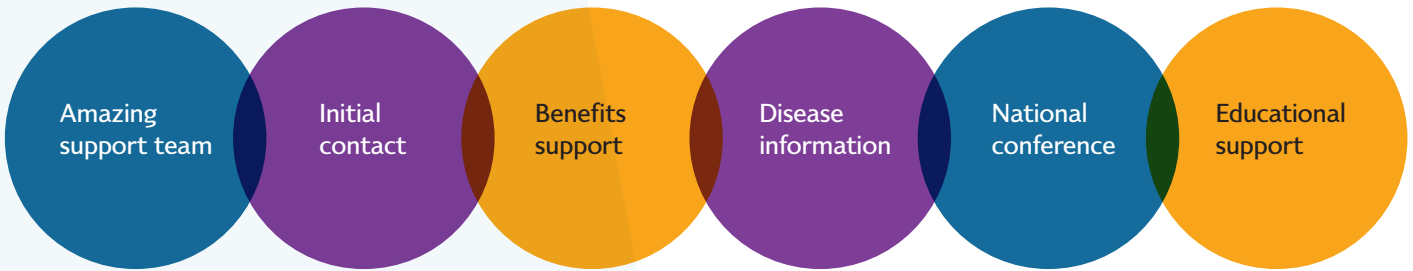 Amazing
support team
Initial
contact
Benefits
support
Disease
information
National
conference
Educational
support